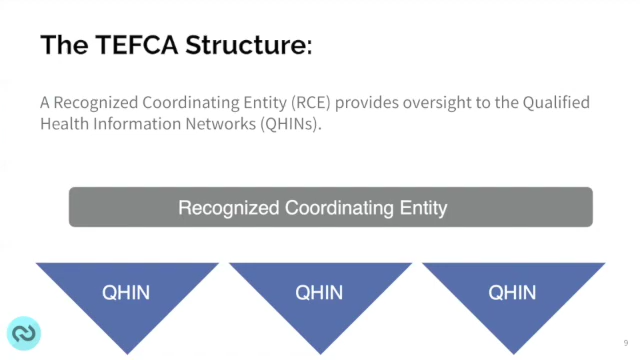 The TEFCA Structure:
A Recognized Coordinating Entity (RCE) provides oversight to the Qualified
Health Information Networks (QHINs).
Recognized Coordinating Entity
QHIN QHIN QHIN
9